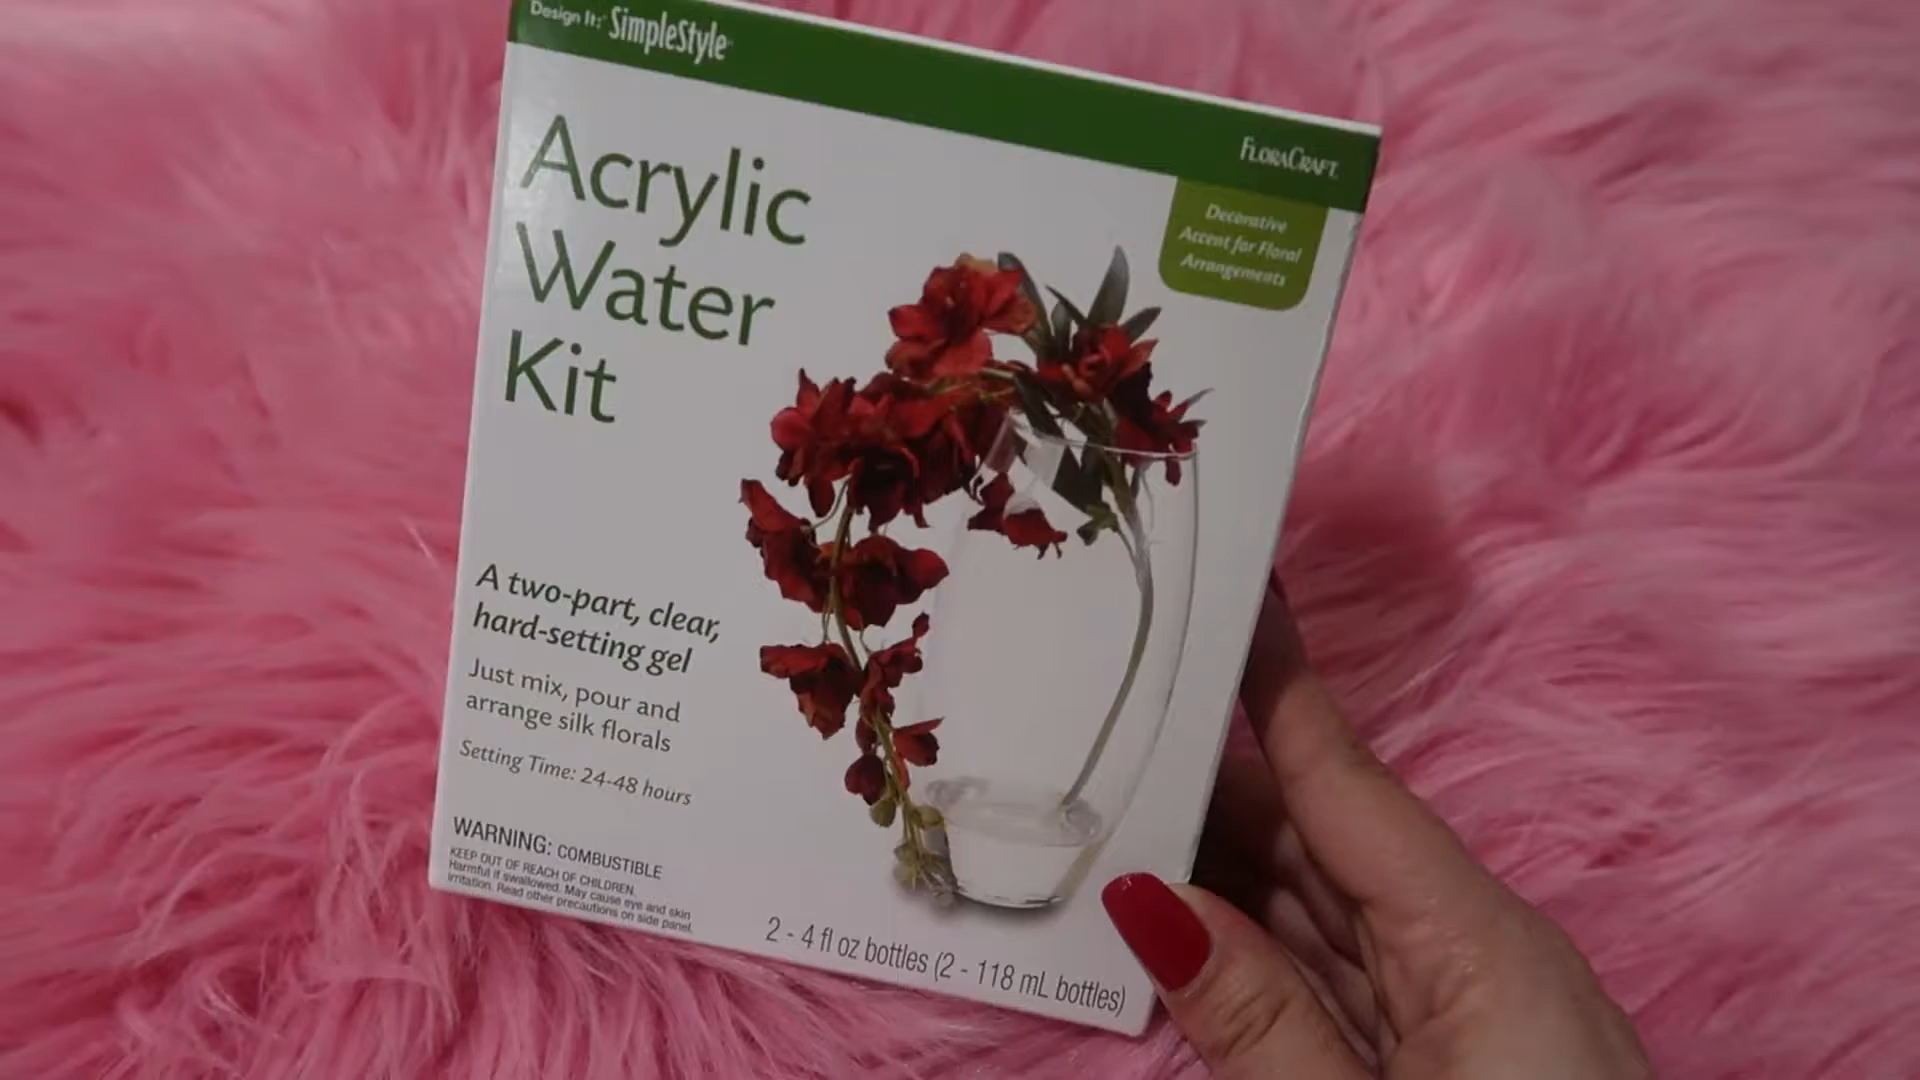 Design It: SimpleStyle
FLORACRAFT
Decorative
Accent for Floral
Arrangements
Acrylic
Water
Kit
A two-part, clear,
hard-setting gel
Just mix, pour and
arrange silk florals
Setting Time: 24-48 hours
WARNING: COMBUSTIBLE
KEEP OUT OF REACH OF CHILDREN.
Harmful if swallowed. May cause eye and skin
irritation. Read other precautions on side panel.
2 - 4 fl oz bottles (2 - 118 mL bottles)